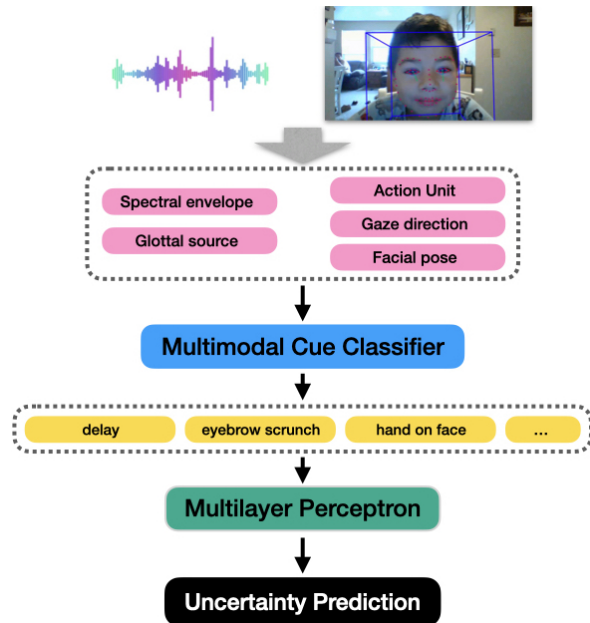 Spectral envelope
Glottal source
Action Unit
Gaze direction
Facial pose
Multimodal Cue Classifier
delay
eyebrow scrunch
hand on face
...
Multilayer Perceptron
Uncertainty Prediction